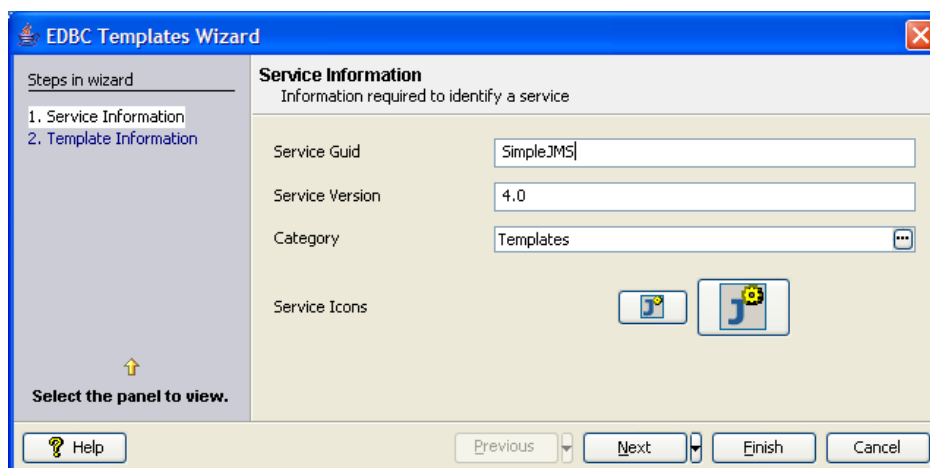 EDBC Templates Wizard
Steps in wizard
1. Service Information
2. Template Information
Select the panel to view.
Service Information
Information required to identify a service
Service Guid SimpleJMS
Service Version 4.0
Category Templates ...
Service Icons
Help Previous Next Finish Cancel